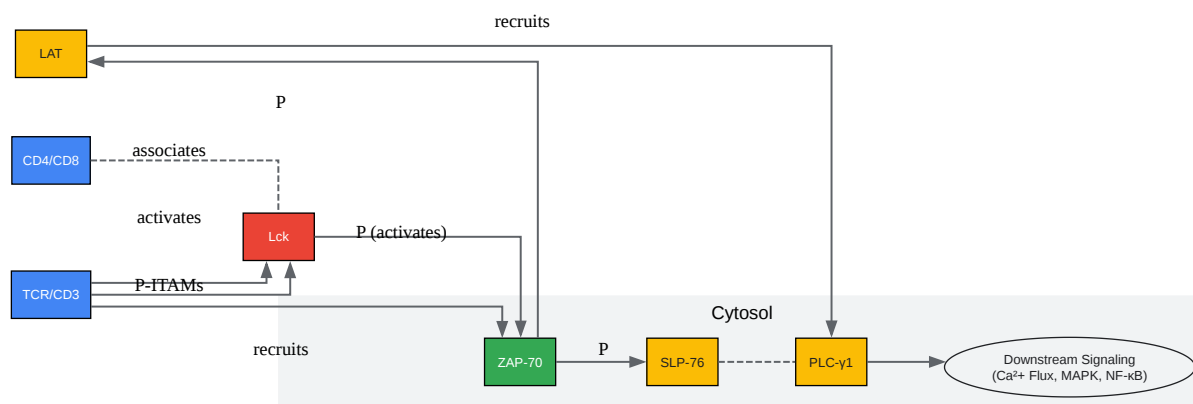 recruits
LAT
P
CD4/CD8
associates
activates
Lck
P (activates)
TCR/CD3
P-ITAMs
Cytosol
recruits
ZAP-70
P
SLP-76
PLC-γ1
Downstream Signaling
(Ca²+ Flux, MAPK, NF-κB)